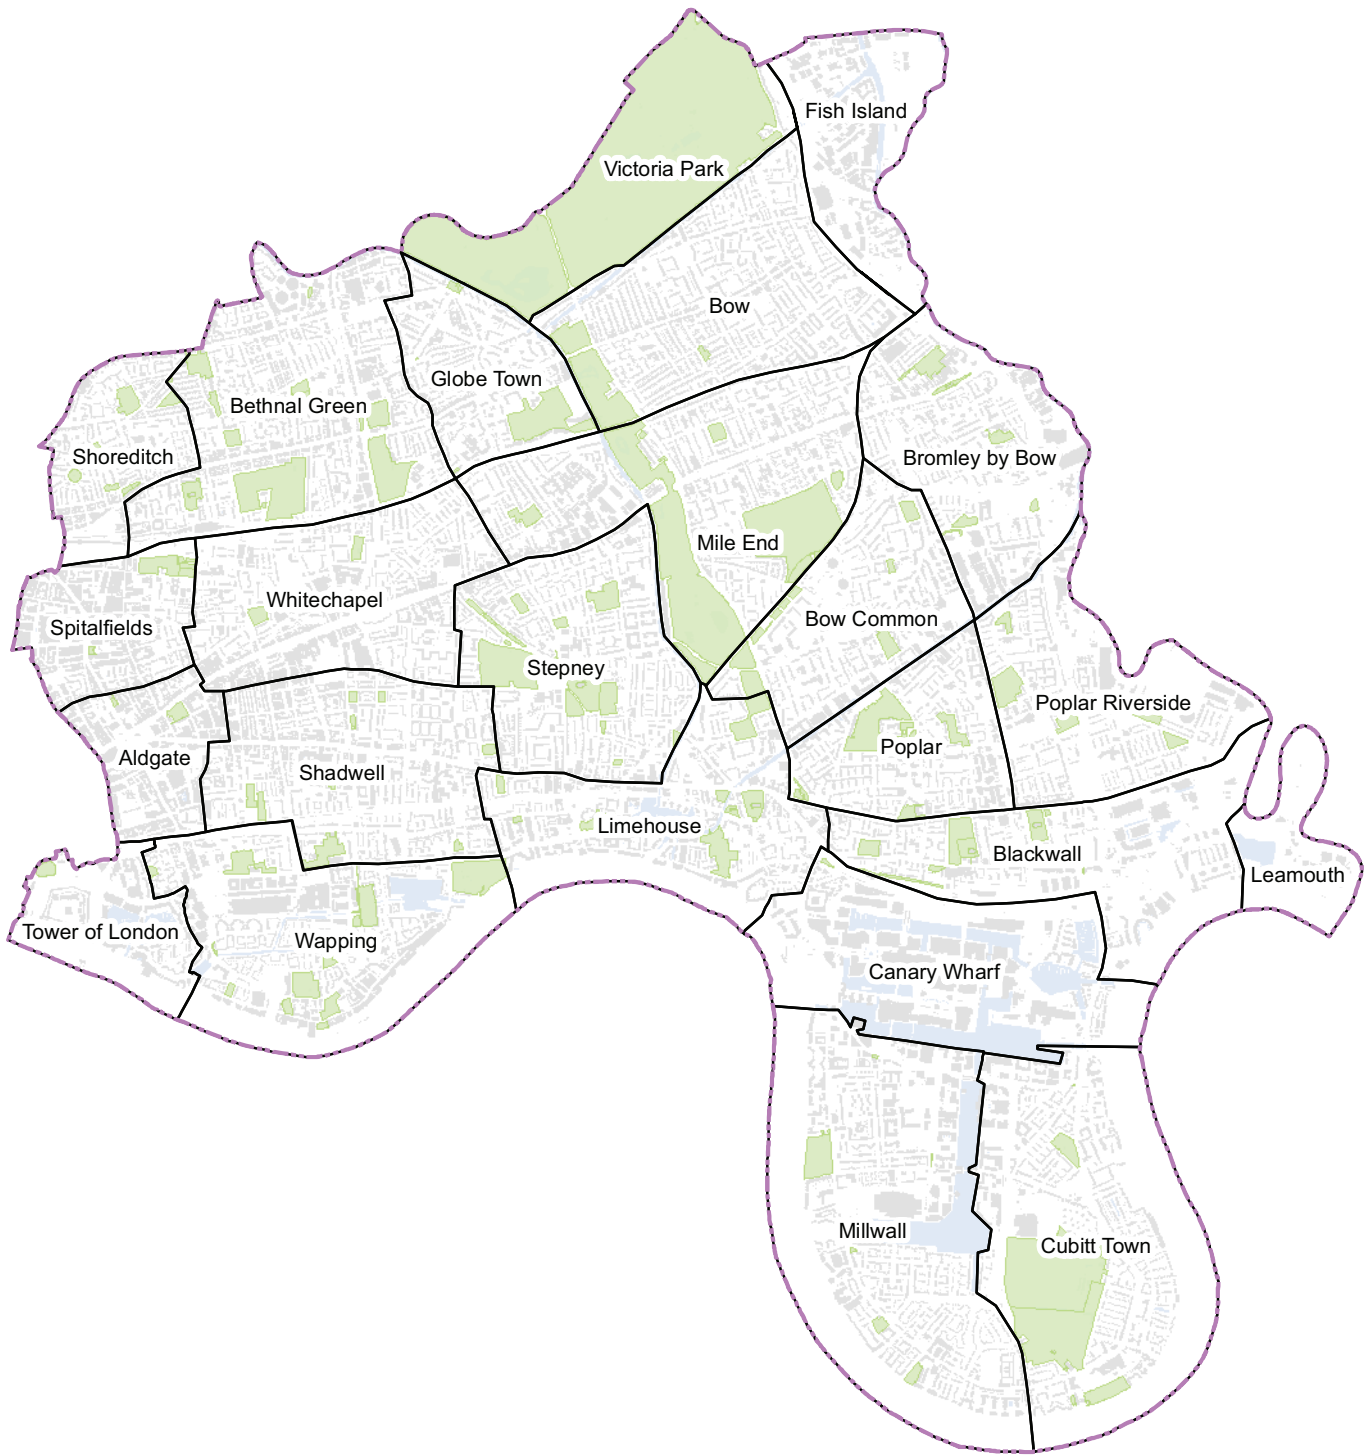 Fish Island
Victoria Park
Bow
Globe Town
Bethnal Green
Shoreditch
Bromley by Bow
Mile End
Whitechapel
Bow Common
Spitalfields
Stepney
Poplar Riverside
Poplar
Aldgate
Shadwell
Limehouse
Blackwall
Leamouth
Tower of London
Wapping
Canary Wharf
Millwall
Cubitt Town